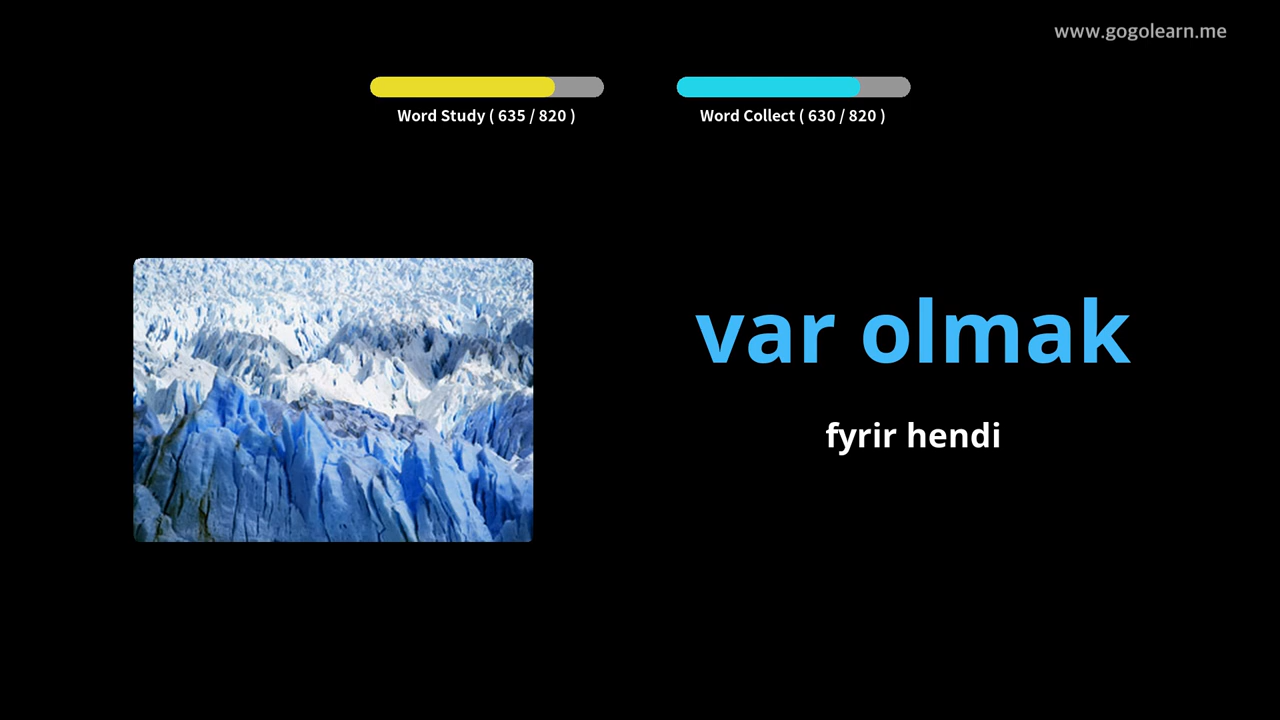 www.gogolearn.me
Word Study ( 635 / 820 )
Word Collect ( 630 / 820 )
var olmak
fyrir hendi